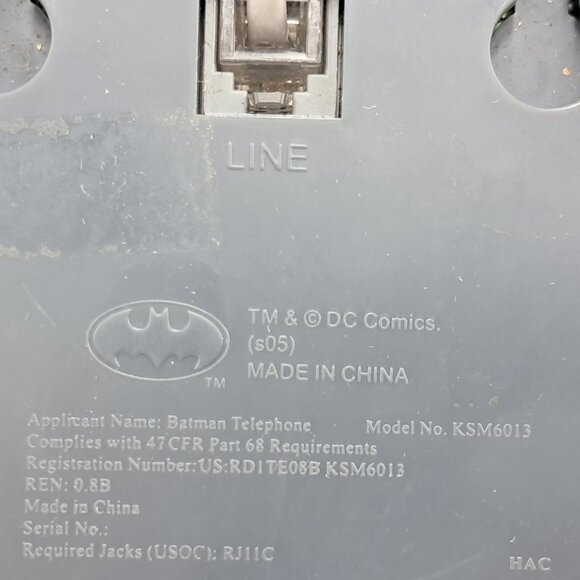 LINE
TM & © DC Comics.
(s05)
MADE IN CHINA
TM
Applicant Name: Batman Telephone Model No. KSM6013
Complies with 47 CFR Part 68 Requirements
Registration Number: US:RD1TE08B KSM6013
REN: 0.8B
Made in China
Serial No.:
Required Jacks (USOC): RJ11C
HAC